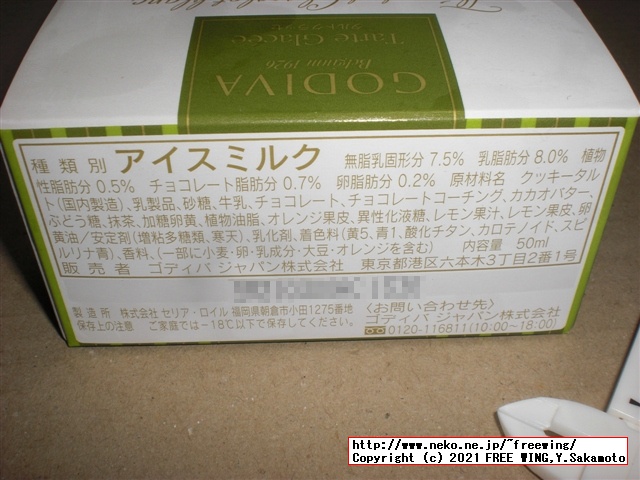 Thé vert & Chocolat blanc
タルトグラッセ
Tarte Glacée
Belgium 1926
GODIVA
種類別 アイスミルク 無脂乳固形分 7.5% 乳脂肪分 8.0% 植物
性脂肪分 0.5% チョコレート脂肪分 0.7% 卵脂肪分 0.2% 原材料名 クッキータル
ト(国内製造)、乳製品、砂糖、牛乳、チョコレート、チョコレートコーチング、カカオバター、
ぶどう糖、抹茶、加糖卵黄、植物油脂、オレンジ果皮、異性化液糖、レモン果汁、レモン果皮、卵
黄油/安定剤(増粘多糖類、寒天)、乳化剤、着色料(黄5、青1、酸化チタン、カロテノイド、スピ
ルリナ青)、香料、(一部に小麦・卵・乳成分・大豆・オレンジを含む) 内容量 50ml
販売者 ゴディバ ジャパン株式会社 東京都港区六本木3丁目2番1号
製造所 株式会社 セリア・ロイル 福岡県朝倉市小田1275番地
保存上の注意 ご家庭では−18℃以下で保存してください。
〈お問い合わせ先〉
ゴディバ ジャパン株式会社
0120-116811(10:00~18:00)
http://www.neko.ne.jp/~freewing/
Copyright (c) 2021 FREE WING,Y.Sakamoto